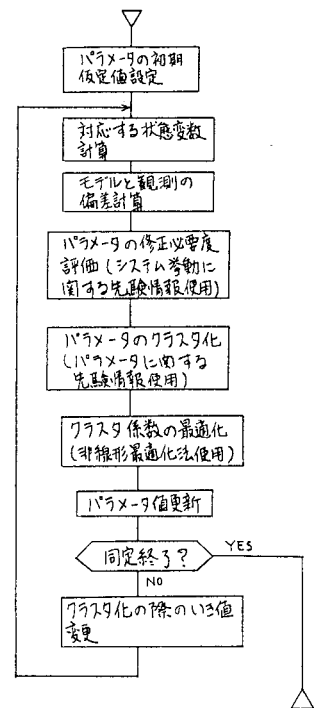 パラメータの初期
仮定値設定
対応する状態変数
計算
モデルと観測の
偏差計算
パラメータの修正必要度
評価(システム挙動に
関する先験情報使用)
パラメータのクラスタ化
(パラメータに関する
先験情報使用)
クラスタ係数の最適化
(非線形最適化法使用)
パラメータ値更新
同定終了?
YES
NO
クラスタ化の際のいき値
変更